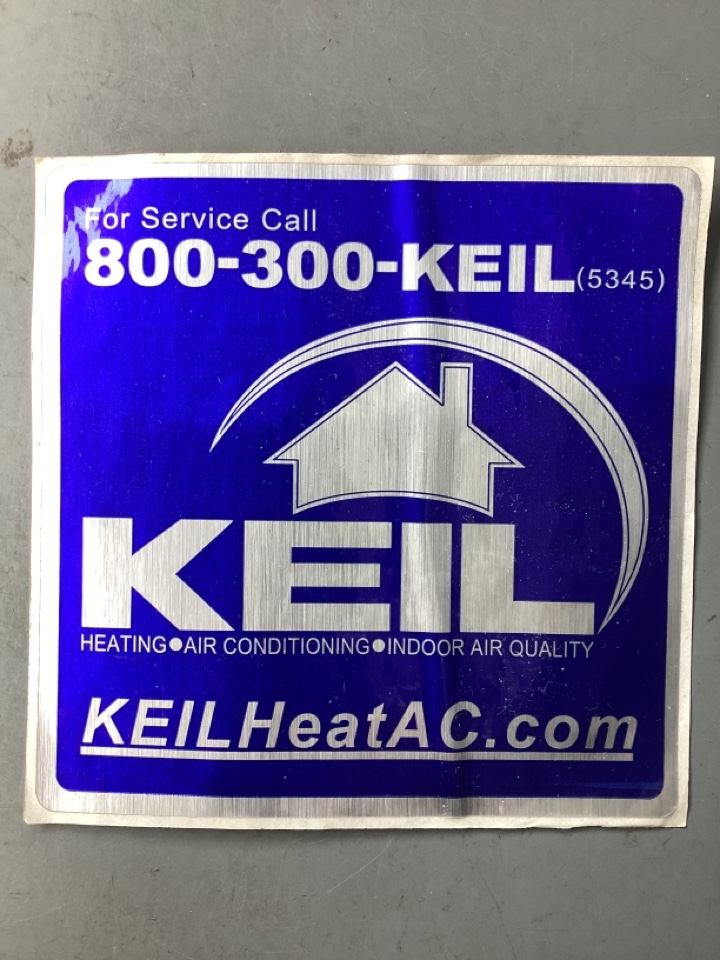 For Service Call
800-300-KEIL(5345)
KEIL
HEATING●AIR CONDITIONING●INDOOR AIR QUALITY
KEILHeatAC.com